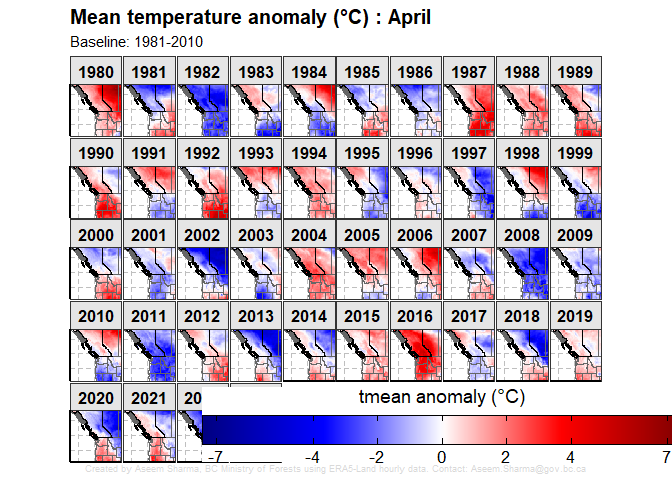 Mean temperature anomaly (°C) : April
Baseline: 1981-2010
1980 1981 1982 1983 1984 1985 1986 1987 1988 1989
1990 1991 1992 1993 1994 1995 1996 1997 1998 1999
2000 2001 2002 2003 2004 2005 2006 2007 2008 2009
2010 2011 2012 2013 2014 2015 2016 2017 2018 2019
2020 2021 20
tmean anomaly (°C)
-7 -4 -2 0 2 4 7
Created by Aseem Sharma, BC Ministry of Forests using ERA5-Land hourly data. Contact: Aseem.Sharma@gov.bc.ca